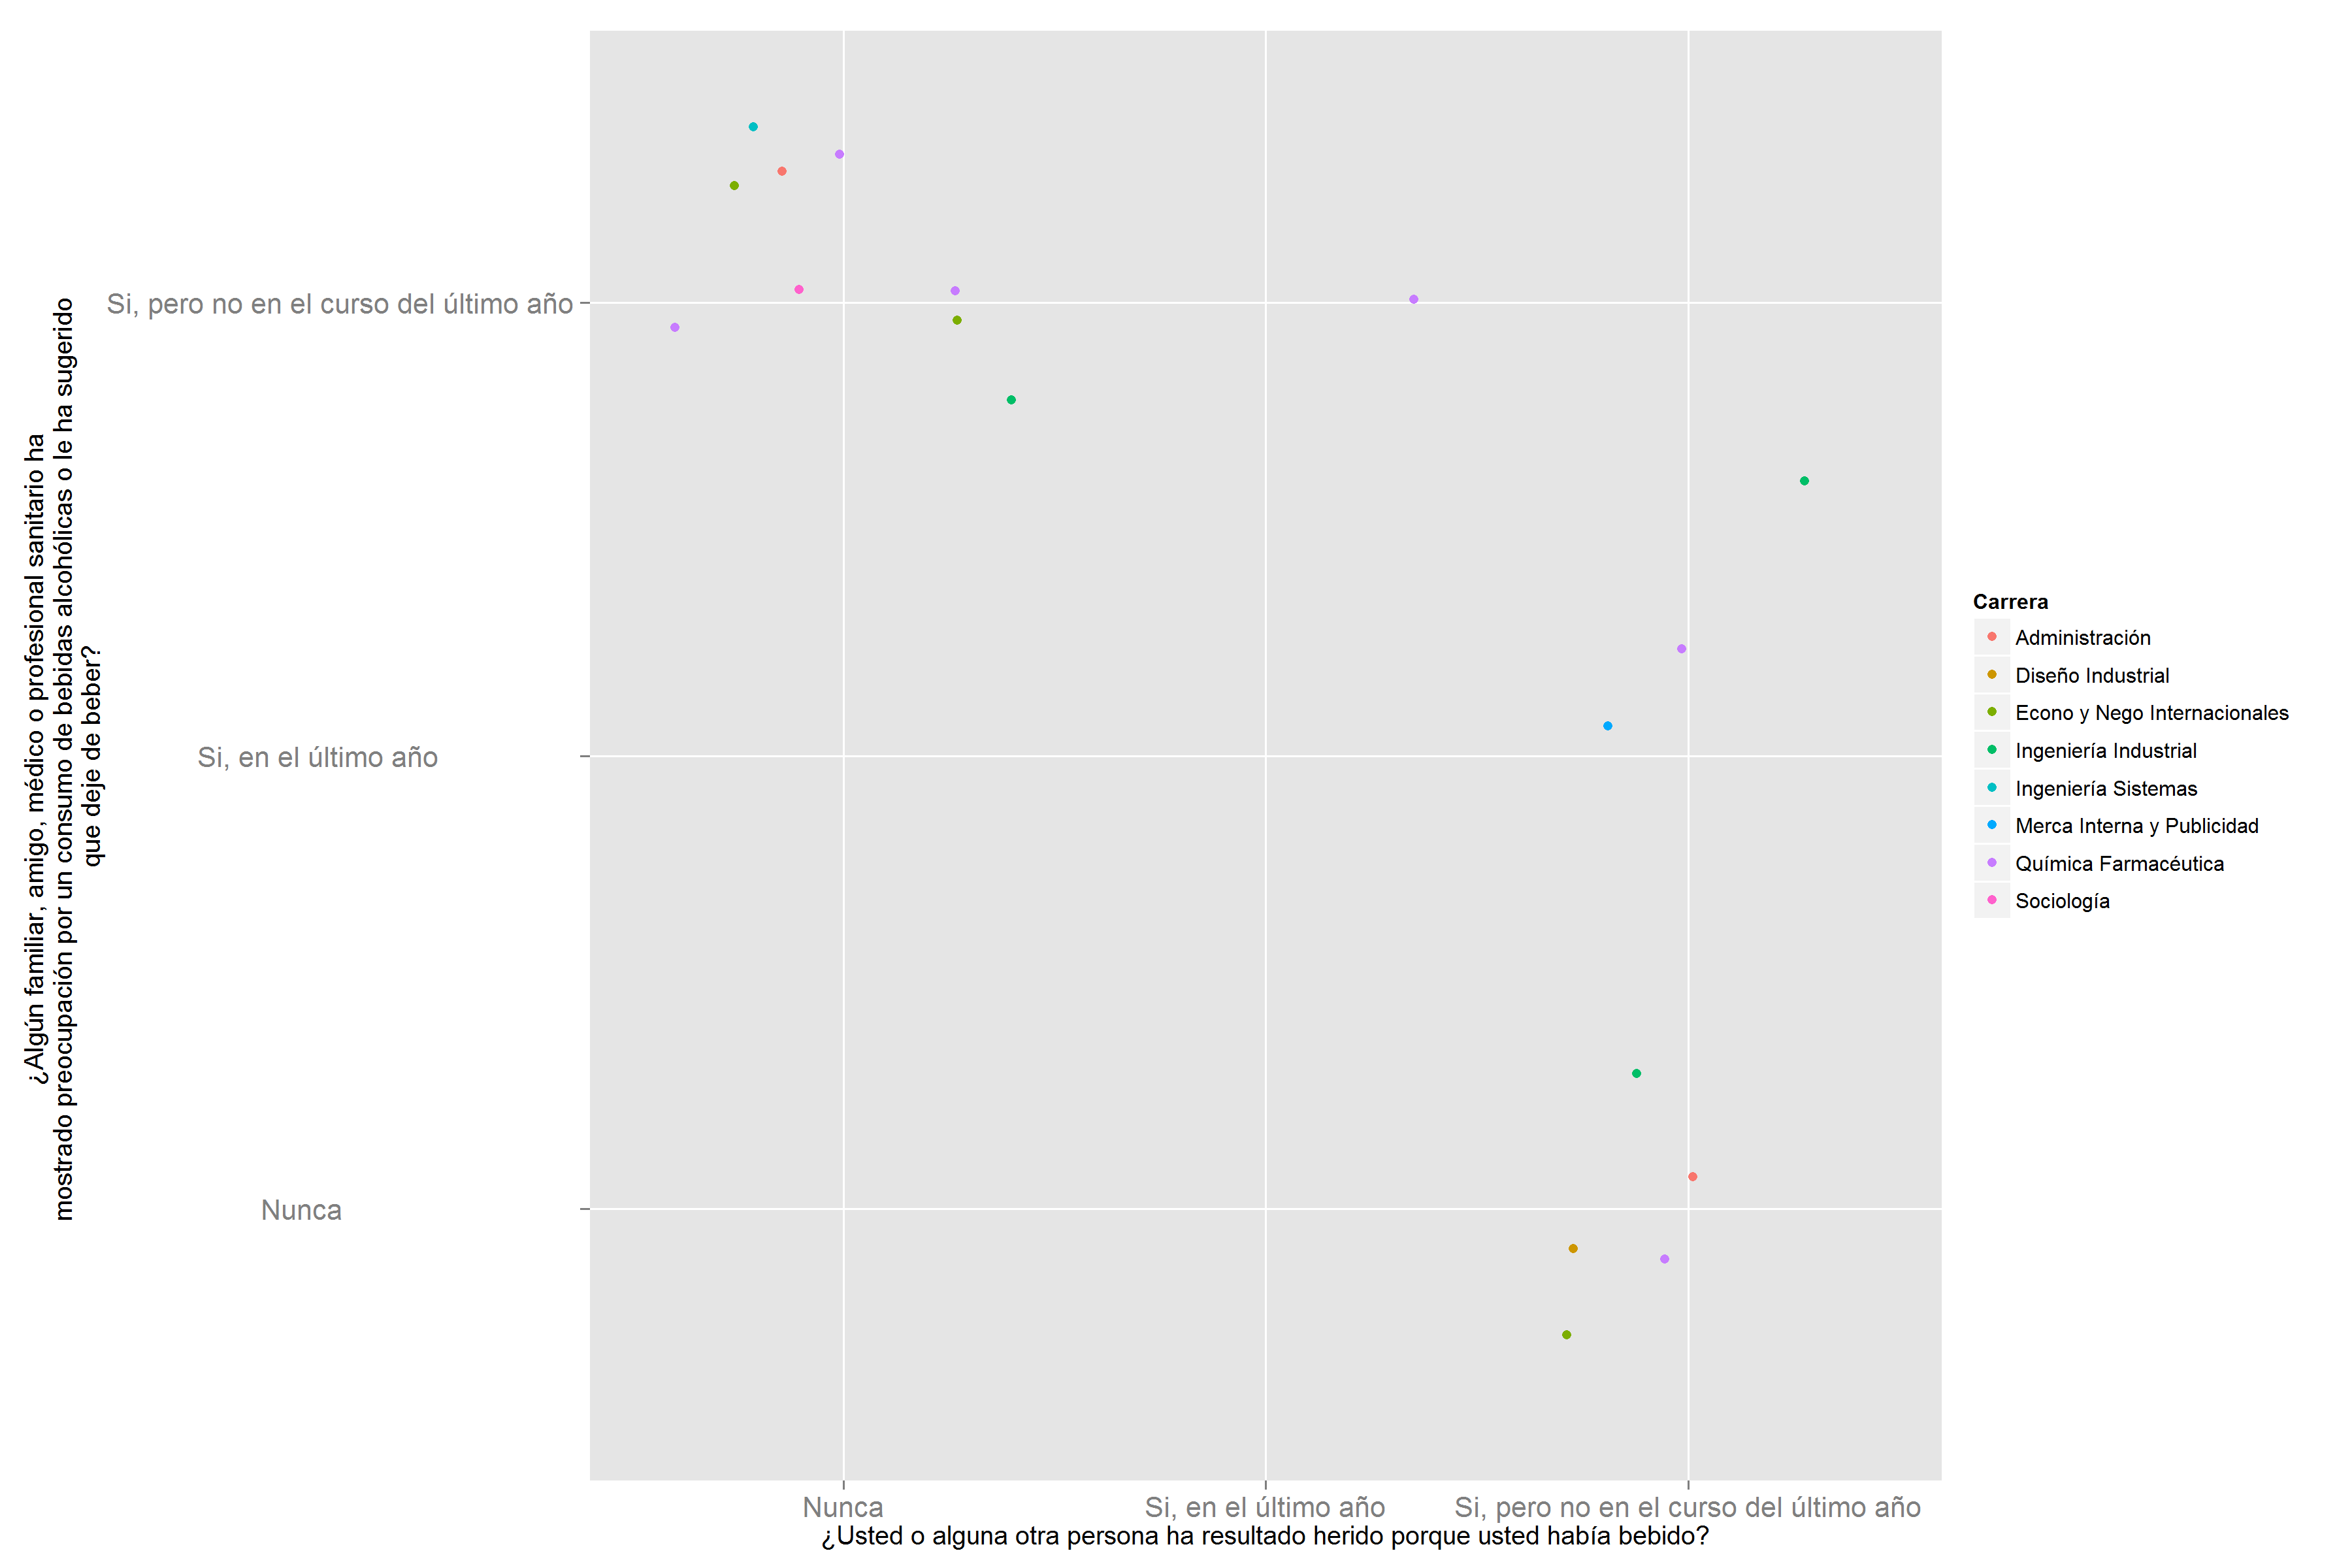 ¿Algún familiar, amigo, médico o profesional sanitario ha
mostrado preocupación por un consumo de bebidas alcohólicas o le ha sugerido
que deje de beber?
Si, pero no en el curso del último año
Si, en el último año
Nunca
Nunca
Si, en el último año
Si, pero no en el curso del último año
¿Usted o alguna otra persona ha resultado herido porque usted había bebido?
Carrera
Administración
Diseño Industrial
Econo y Nego Internacionales
Ingeniería Industrial
Ingeniería Sistemas
Merca Interna y Publicidad
Química Farmacéutica
Sociología